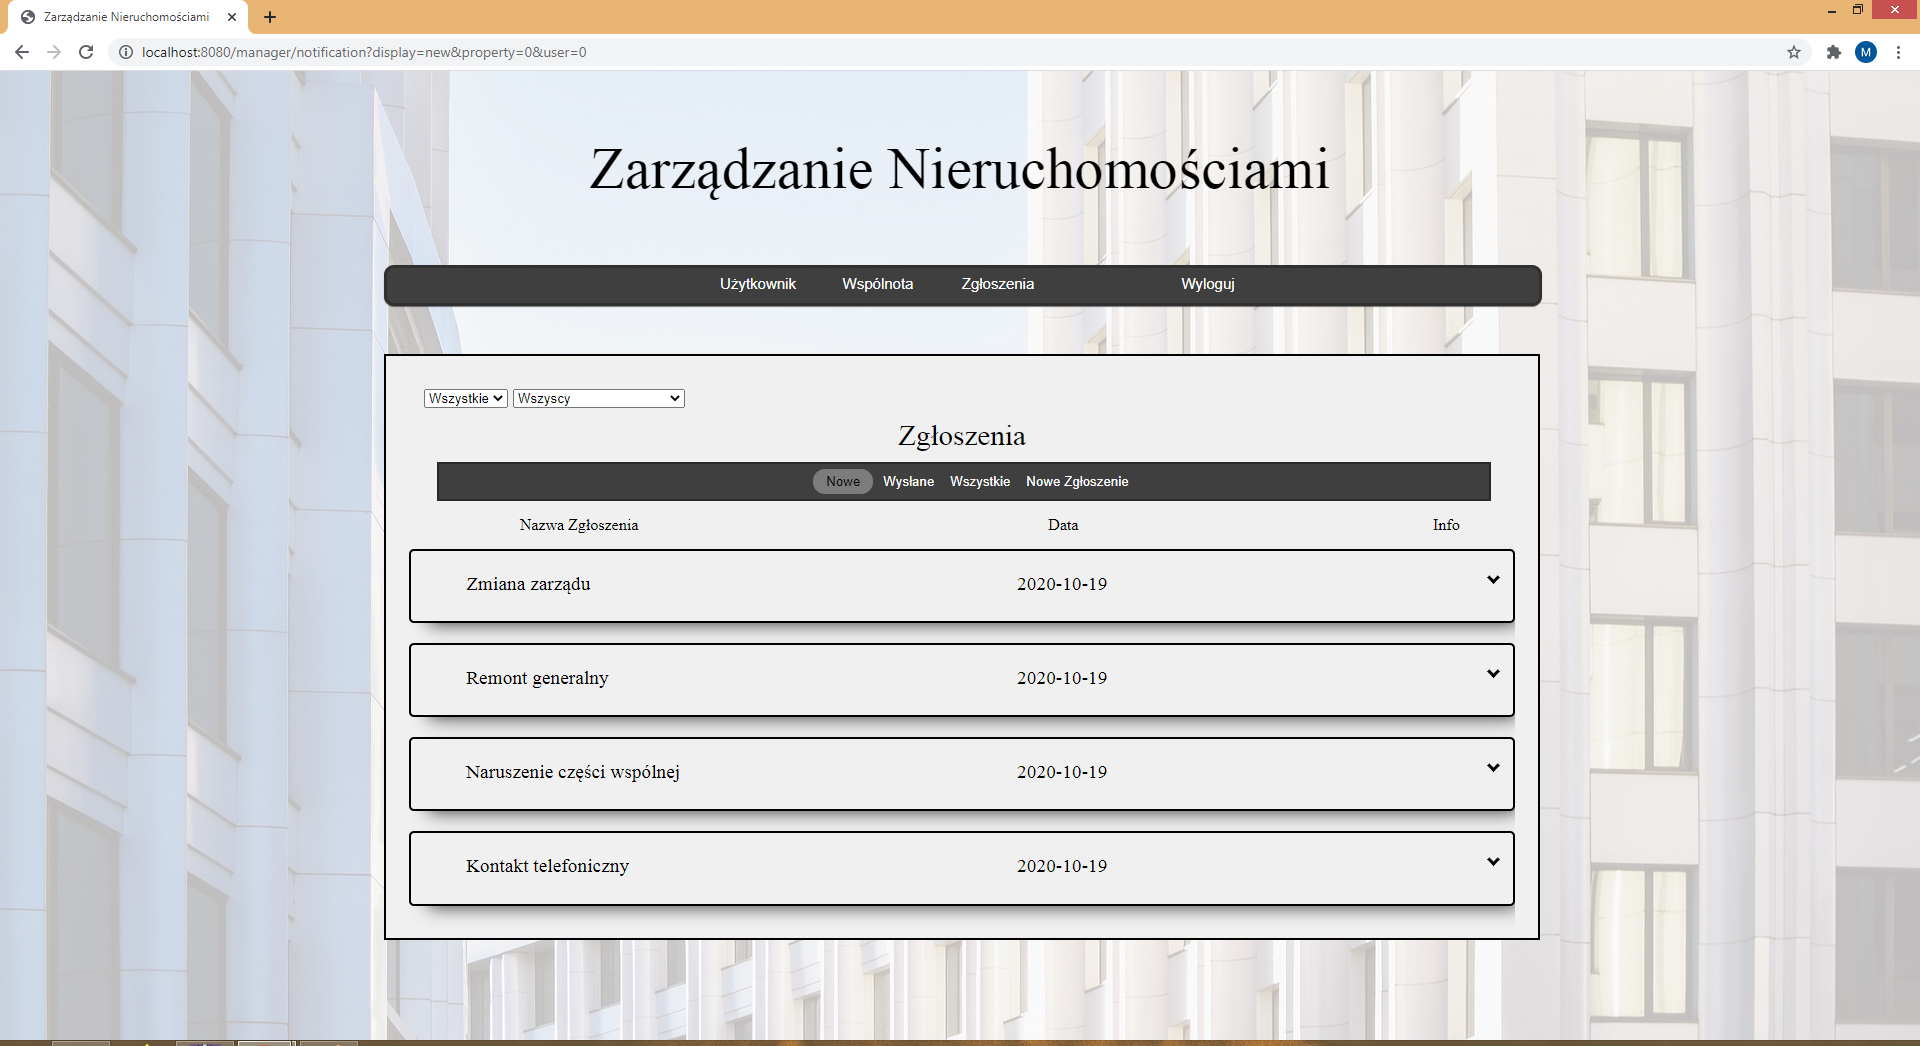 Zarządzanie Nieruchomościami
localhost:8080/manager/notification?display=new&property=0&user=0
M
Zarządzanie Nieruchomościami
Użytkownik Wspólnota Zgłoszenia Wyloguj
Wszystkie Wszyscy
Zgłoszenia
Nowe Wysłane Wszystkie Nowe Zgłoszenie
Nazwa Zgłoszenia Data Info
Zmiana zarządu 2020-10-19
Remont generalny 2020-10-19
Naruszenie części wspólnej 2020-10-19
Kontakt telefoniczny 2020-10-19